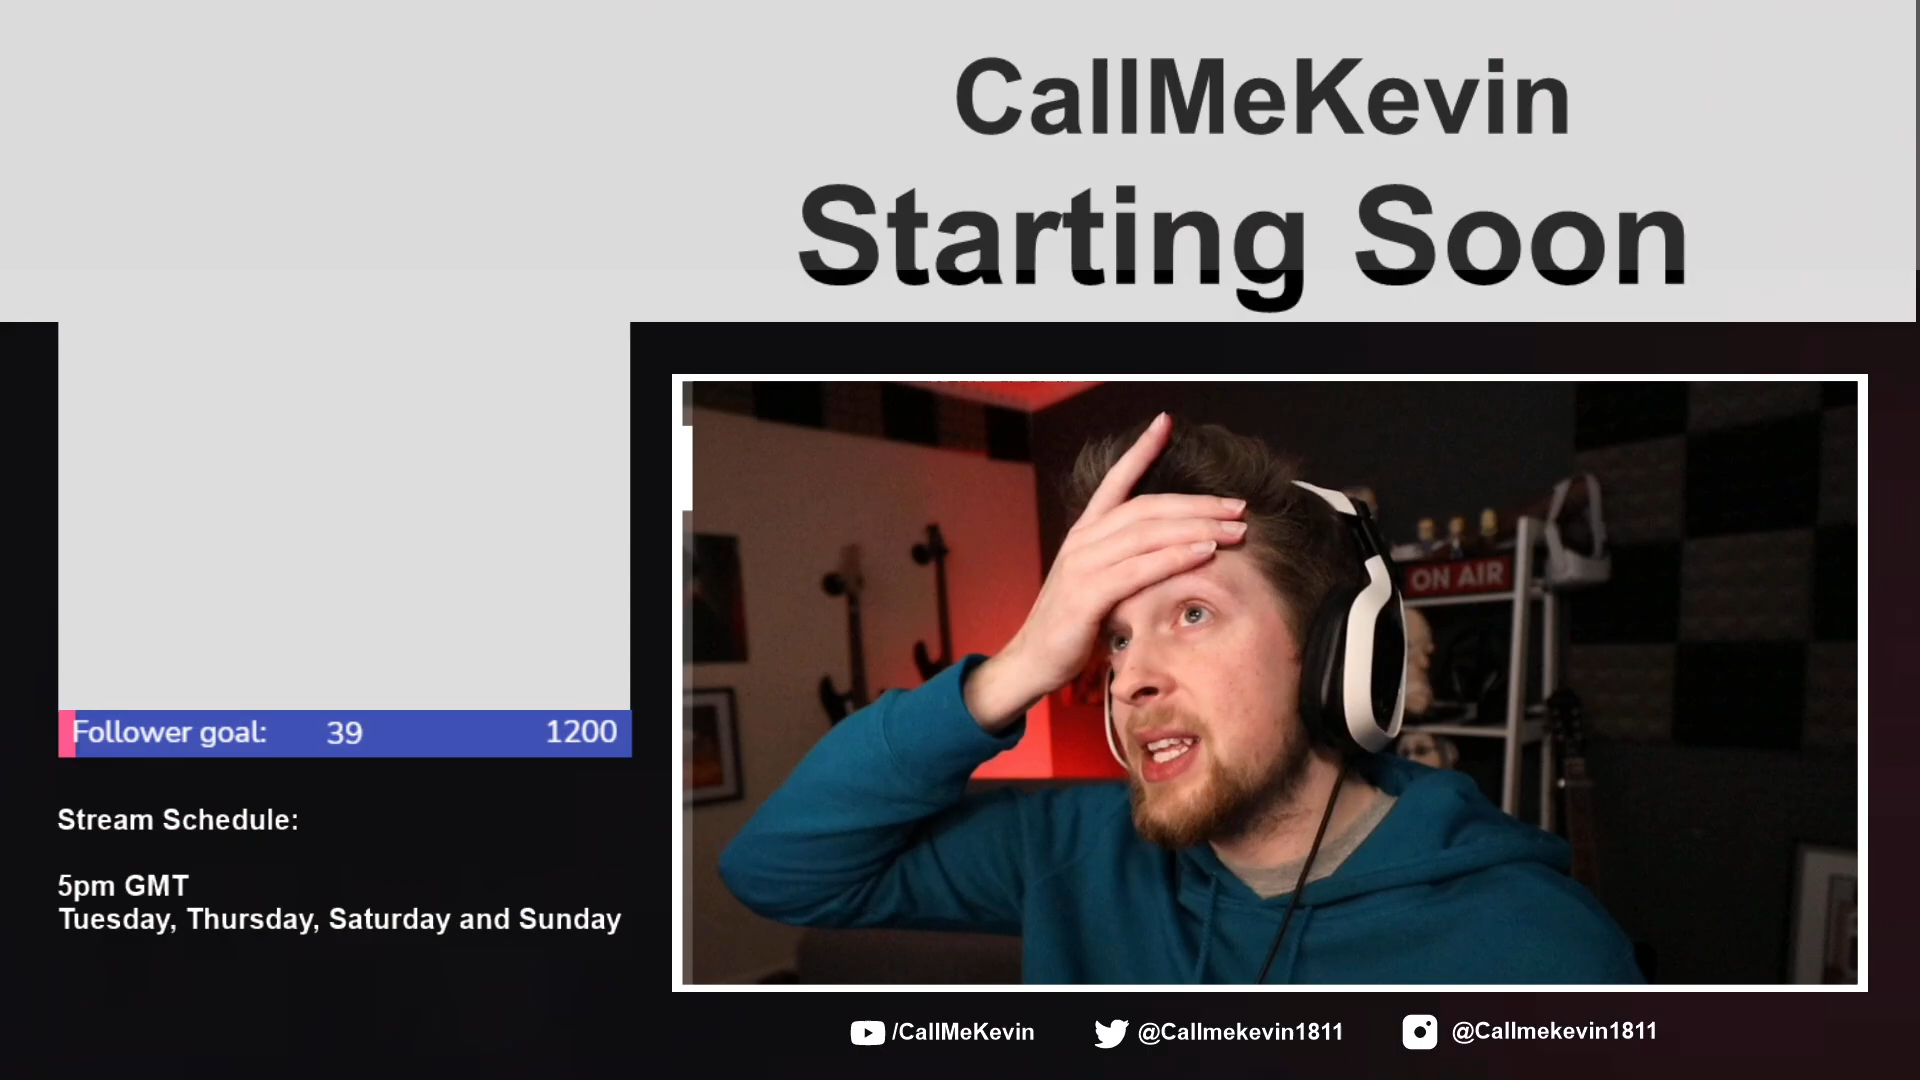 CallMeKevin
Starting Soon
ON AIR
Follower goal: 39 1200
Stream Schedule:
5pm GMT
Tuesday, Thursday, Saturday and Sunday
/CallMeKevin @Callmekevin1811 @Callmekevin1811